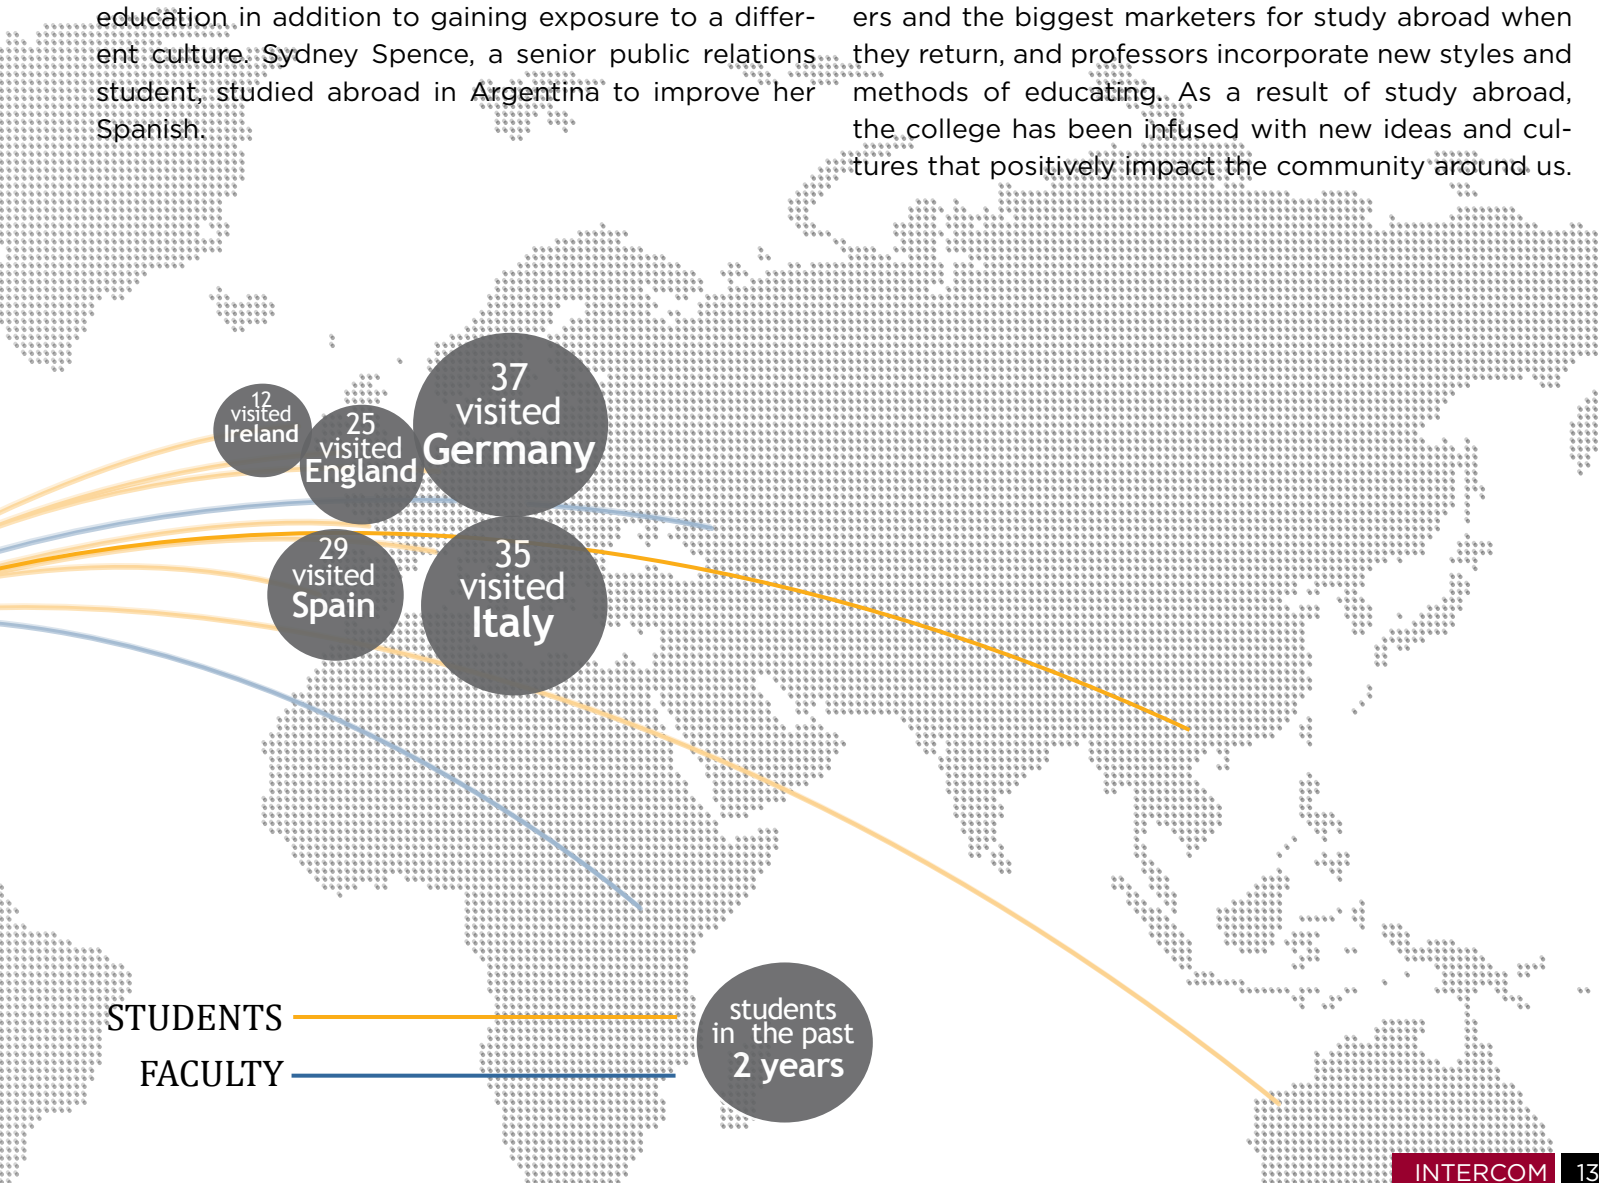 education in addition to gaining exposure to a differ-
ent culture. Sydney Spence, a senior public relations
student, studied abroad in Argentina to improve her
Spanish.
ers and the biggest marketers for study abroad when
they return, and professors incorporate new styles and
methods of educating. As a result of study abroad,
the college has been infused with new ideas and cul-
tures that positively impact the community around us.
12
visited
Ireland
25
visited
England
37
visited
Germany
29
visited
Spain
35
visited
Italy
STUDENTS
FACULTY
students
in the past
2 years
INTERCOM 13